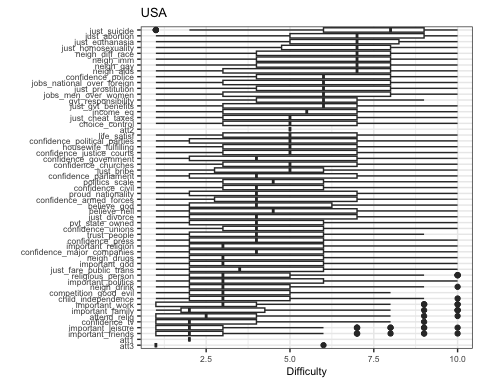 USA
just_suicide
just_abortion
just_euthanasia
just_homosexuality
neigh_diff_race
neigh_imm
neigh_gay
neigh_aids
confidence_police
jobs_national_over_foreign
just_prostitution
jobs_men_over_women
gvt_responsibility
just_gvt_benefits
income_eq
just_cheat_taxes
choice_control
att2
life_satisf
confidence_political_parties
housewife_fulfilling
confidence_justice_courts
confidence_government
confidence_churches
just_bribe
confidence_parliament
politics_scale
confidence_civil
proud_nationality
confidence_armed_forces
believe_god
believe_hell
just_divorce
pvt_state_owned
confidence_unions
trust_people
confidence_press
important_religion
confidence_major_companies
neigh_drugs
important_god
just_fare_public_trans
religious_person
important_politics
neigh_drink
competition_good_evil
child_independence
important_work
important_family
attend_relig
confidence_tv
important_leisure
important_friends
att1
att3
2.5 5.0 7.5 10.0
Difficulty